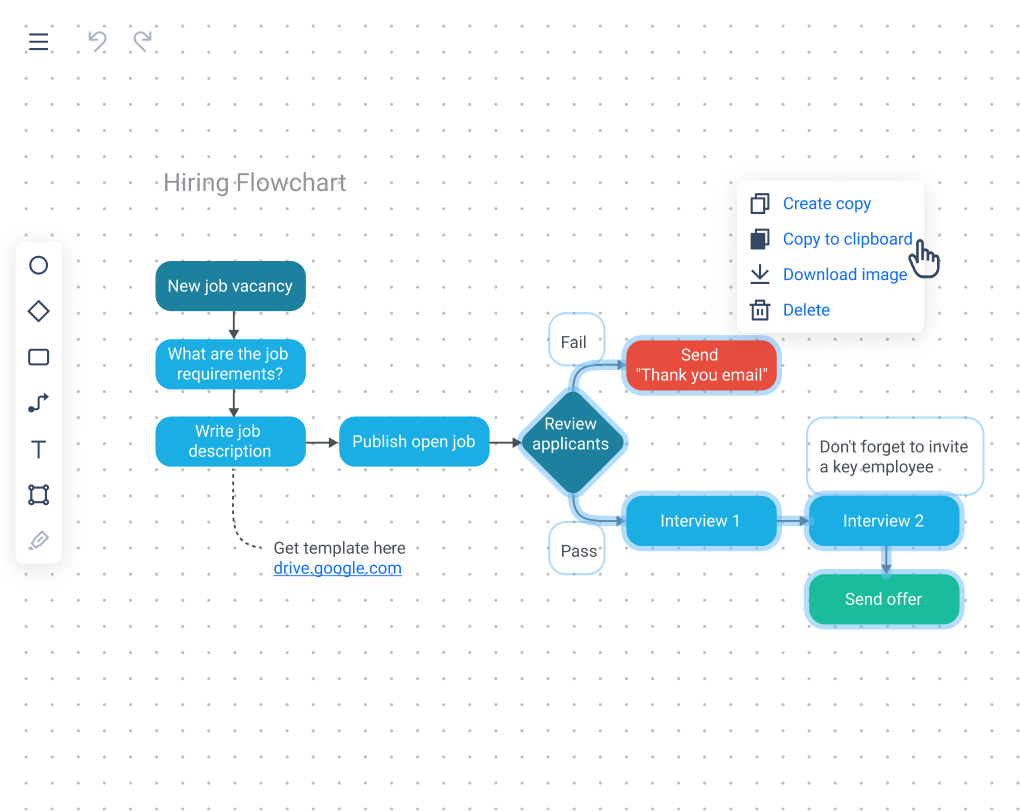 Hiring Flowchart
Create copy
Copy to clipboard
Download image
Delete
New job vacancy
What are the job
requirements?
Write job
description
Publish open job
Review
applicants
Fail
Send
"Thank you email"
Pass
Interview 1
Interview 2
Don't forget to invite
a key employee
Send offer
Get template here
drive.google.com
T